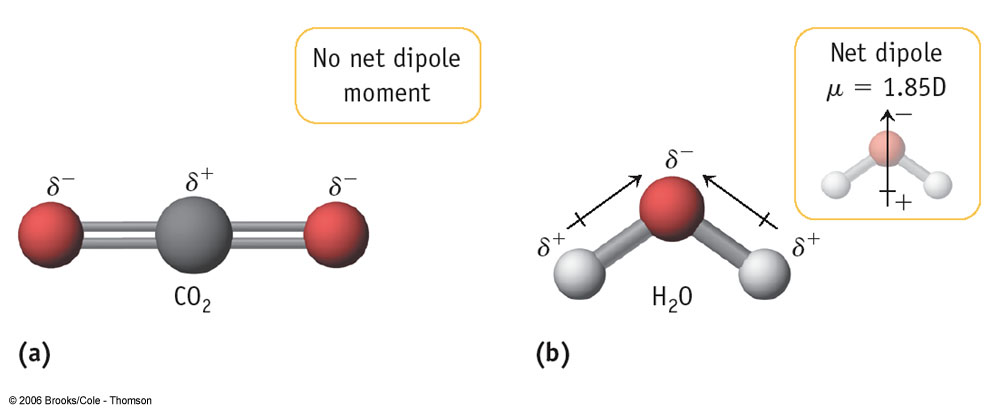 No net dipole
moment
δ− δ+ δ−
CO2
(a)
Net dipole
μ = 1.85D
−
+
δ−
δ+ δ+
H2O
(b)
© 2006 Brooks/Cole - Thomson